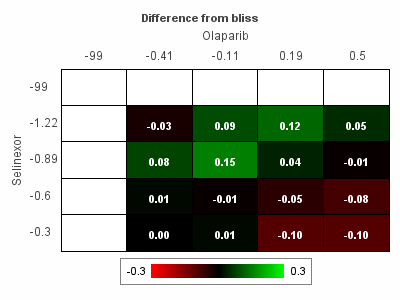 Difference from bliss
Olaparib
-99 -0.41 -0.11 0.19 0.5
Selinexor
-99
-1.22 -0.03 0.09 0.12 0.05
-0.89 0.08 0.15 0.04 -0.01
-0.6 0.01 -0.01 -0.05 -0.08
-0.3 0.00 0.01 -0.10 -0.10
-0.3 0.3